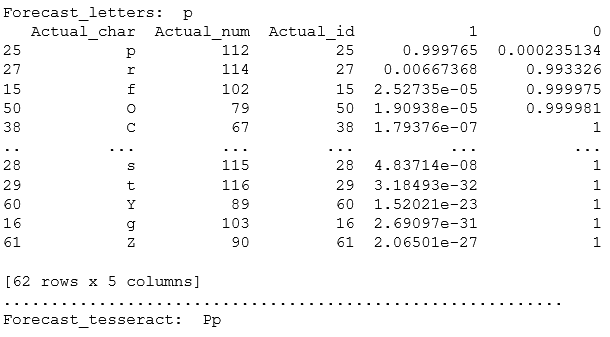 Forecast_letters:  p
   Actual_char  Actual_num  Actual_id            1            0
25           p         112         25     0.999765  0.000235134
27           r         114         27   0.00667368     0.993326
15           f         102         15  2.52735e-05     0.999975
50           O          79         50  1.90938e-05     0.999981
38           C          67         38  1.79376e-07            1
..         ...         ...        ...          ...          ...
28           s         115         28  4.83714e-08            1
29           t         116         29  3.18493e-32            1
60           Y          89         60  1.52021e-23            1
16           g         103         16  2.69097e-31            1
61           Z          90         61  2.06501e-27            1
[62 rows x 5 columns]
...........................................................
Forecast_tesseract:  Pp